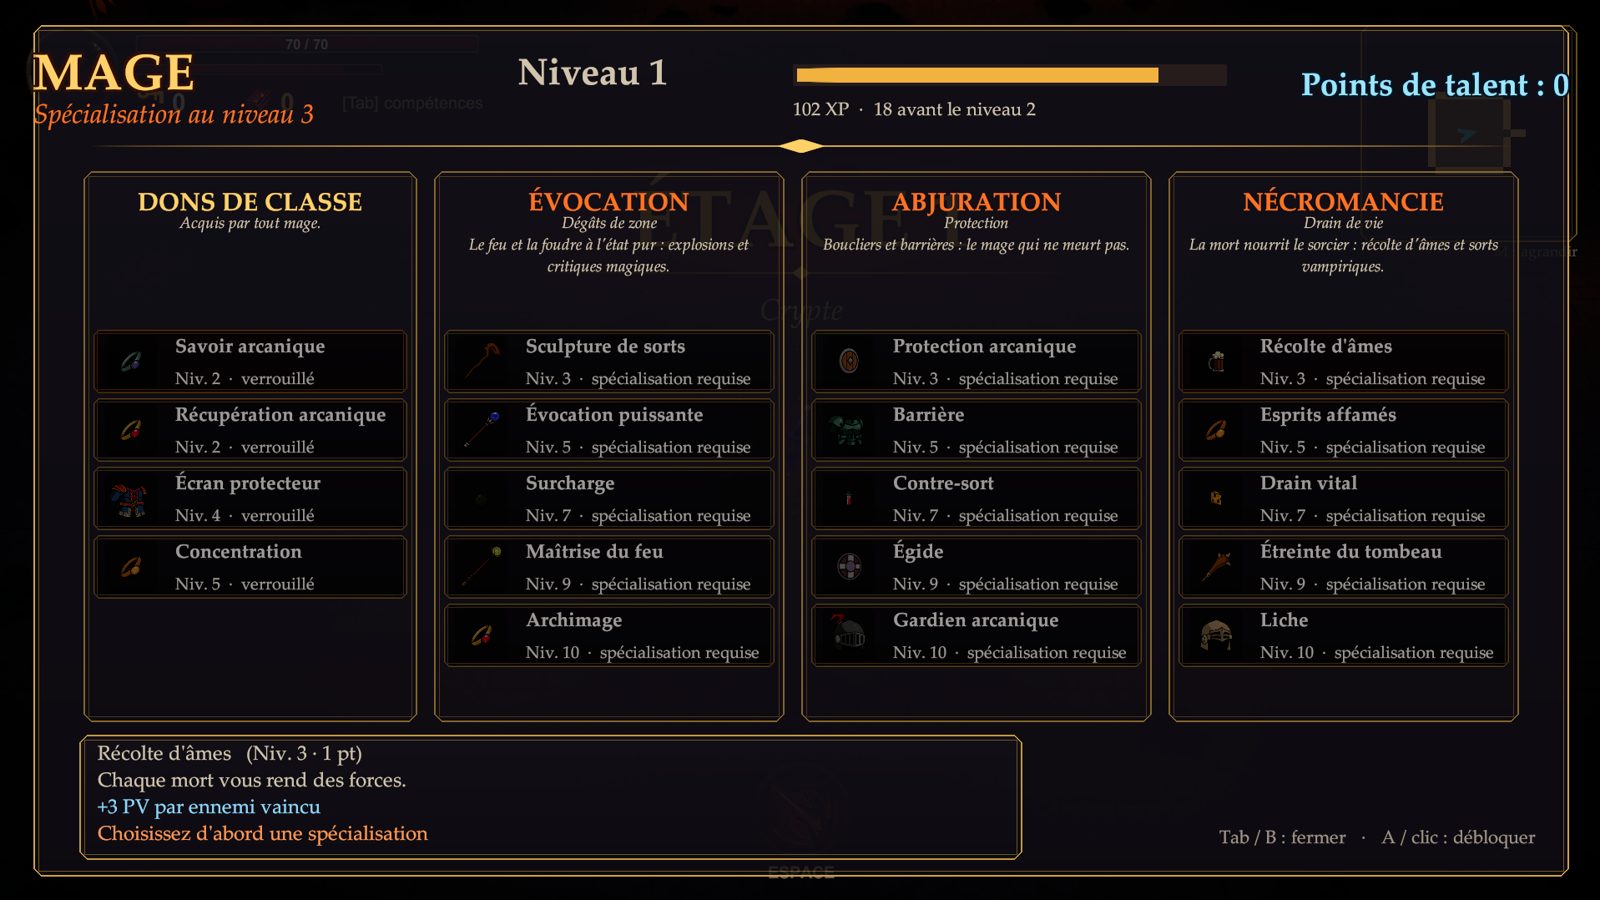 70 / 70
MAGE
Niveau 1
Points de talent : 0
0
0
[Tab] compétences
Spécialisation au niveau 3
102 XP · 18 avant le niveau 2
DONS DE CLASSE
Acquis par tout mage.
Savoir arcanique
Niv. 2 · verrouillé
Récupération arcanique
Niv. 2 · verrouillé
Écran protecteur
Niv. 4 · verrouillé
Concentration
Niv. 5 · verrouillé
ÉTAGE
Crypte
ÉVOCATION
Dégâts de zone
Le feu et la foudre à l'état pur : explosions et
critiques magiques.
Sculpture de sorts
Niv. 3 · spécialisation requise
Évocation puissante
Niv. 5 · spécialisation requise
Surcharge
Niv. 7 · spécialisation requise
Maîtrise du feu
Niv. 9 · spécialisation requise
Archimage
Niv. 10 · spécialisation requise
ABJURATION
Protection
Boucliers et barrières : le mage qui ne meurt pas.
Protection arcanique
Niv. 3 · spécialisation requise
Barrière
Niv. 5 · spécialisation requise
Contre-sort
Niv. 7 · spécialisation requise
Égide
Niv. 9 · spécialisation requise
Gardien arcanique
Niv. 10 · spécialisation requise
NÉCROMANCIE
Drain de vie
La mort nourrit le sorcier : récolte d'âmes et sorts
vampiriques.
Récolte d'âmes
Niv. 3 · spécialisation requise
Esprits affamés
Niv. 5 · spécialisation requise
Drain vital
Niv. 7 · spécialisation requise
Étreinte du tombeau
Niv. 9 · spécialisation requise
Liche
Niv. 10 · spécialisation requise
Récolte d'âmes (Niv. 3 · 1 pt)
Chaque mort vous rend des forces.
+3 PV par ennemi vaincu
Choisissez d'abord une spécialisation
Tab / B : fermer · A / clic : débloquer
ESPACE